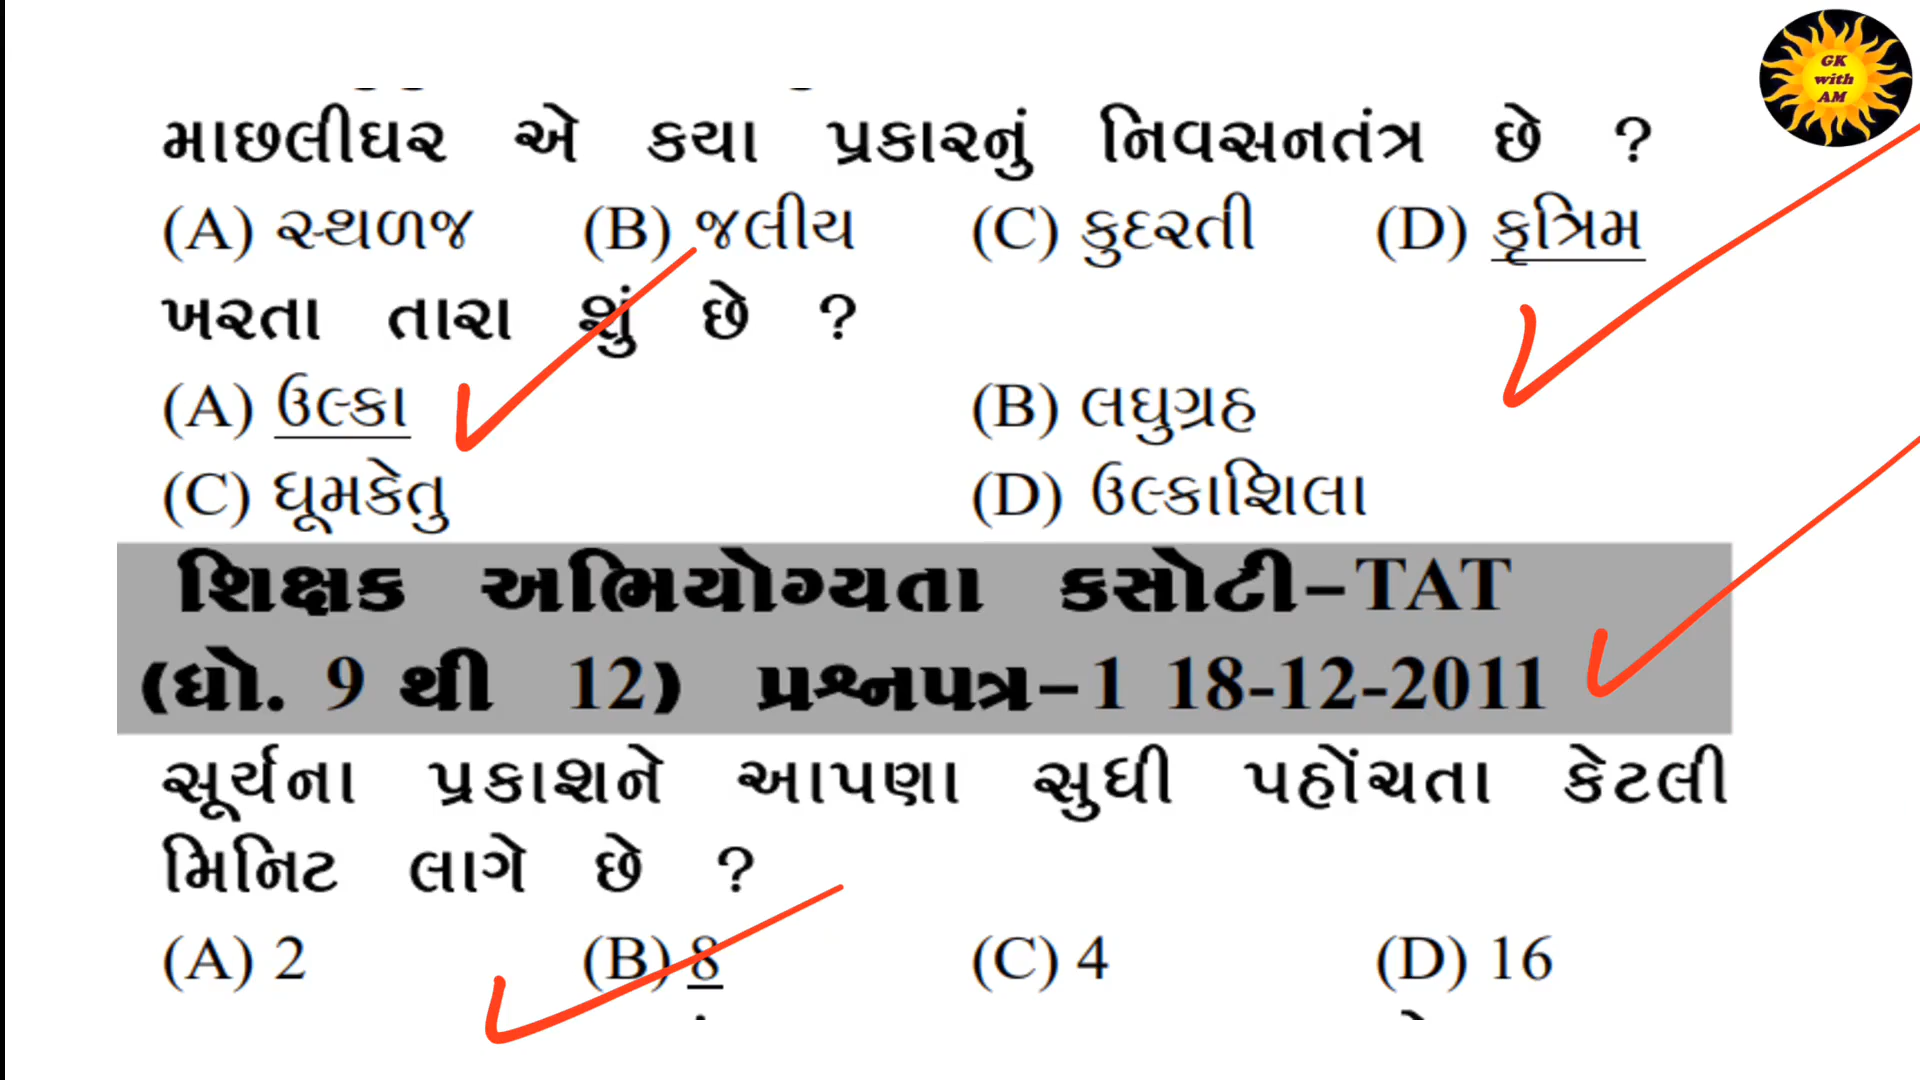 GK
with
AM
માછલીઘર એ કયા પ્રકારનું નિવસનતંત્ર છે ?
(A) સ્થળજ (B) જલીય (C) કુદરતી (D) કૃત્રિમ
ખરતા તારા શું છે ?
(A) ઉલ્કા (B) લઘુગ્રહ
(C) ધૂમકેતુ (D) ઉલ્કાશિલા
શિક્ષક અભિયોગ્યતા કસોટી–TAT
(ધો. 9 થી 12) પ્રશ્નપત્ર–1 18-12-2011
સૂર્યના પ્રકાશને આપણા સુધી પહોંચતા કેટલી
મિનિટ લાગે છે ?
(A) 2 (B) 8 (C) 4 (D) 16